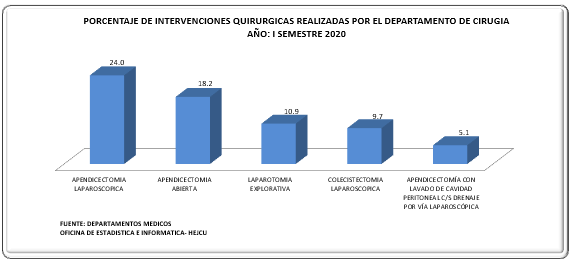 PORCENTAJE DE INTERVENCIONES QUIRURGICAS REALIZADAS POR EL DEPARTAMENTO DE CIRUGIA
AÑO: I SEMESTRE 2020
24.0
18.2
10.9
9.7
5.1
APENDICECTOMIA
LAPAROSCOPICA
APENDICECTOMIA
ABIERTA
LAPAROTOMIA
EXPLORATIVA
COLECISTECTOMIA
LAPAROSCOPICA
APENDICECTOMÍA CON
LAVADO DE CAVIDAD
PERITONEAL C/S DRENAJE
POR VÍA LAPAROSCÓPICA
FUENTE: DEPARTAMENTOS MEDICOS
OFICINA DE ESTADISTICA E INFORMATICA- HEJCU